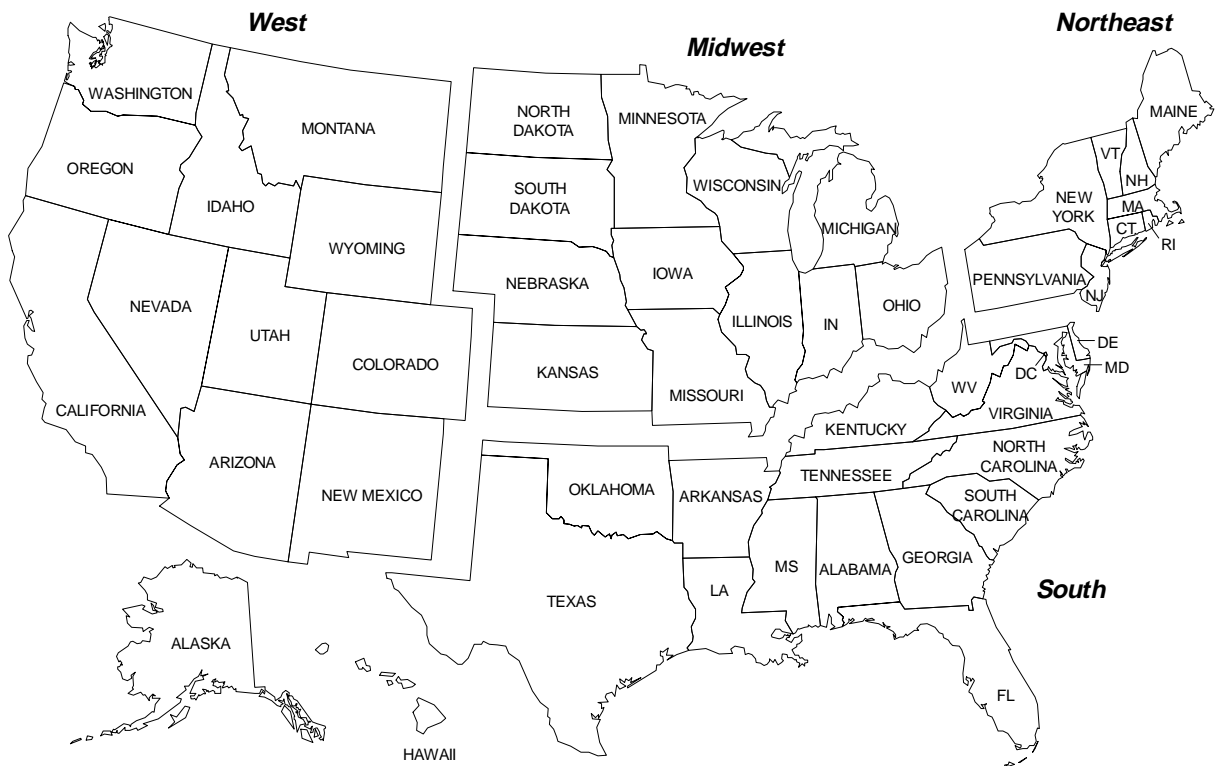 West
Midwest
Northeast
WASHINGTON
MONTANA
OREGON
IDAHO
WYOMING
NEVADA
UTAH
COLORADO
CALIFORNIA
ARIZONA
NEW MEXICO
ALASKA
HAWAII
NORTH
DAKOTA
MINNESOTA
SOUTH
DAKOTA
WISCONSIN
MICHIGAN
NEBRASKA
IOWA
ILLINOIS
IN
OHIO
KANSAS
MISSOURI
MAINE
VT
NH
NEW
YORK
MA
CT
RI
PENNSYLVANIA
NJ
DE
MD
DC
WV
VIRGINIA
KENTUCKY
NORTH
CAROLINA
TENNESSEE
SOUTH
CAROLINA
OKLAHOMA
ARKANSAS
GEORGIA
MS
ALABAMA
TEXAS
LA
South
FL